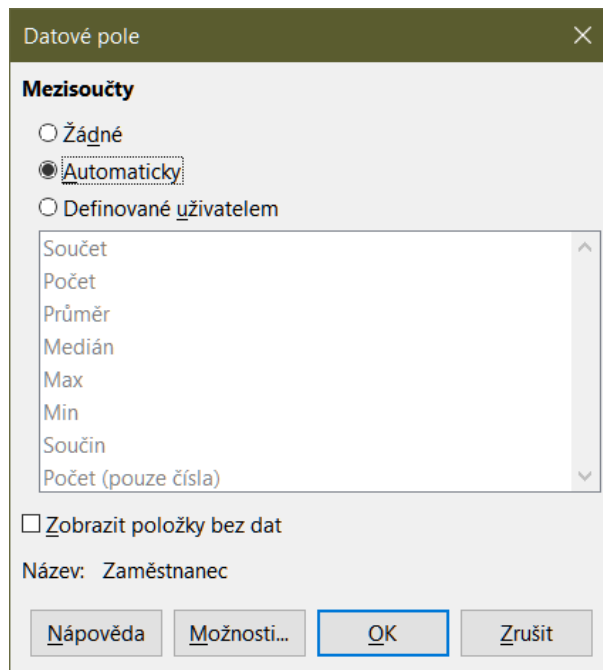 Datové pole
Mezisoučty
Žádné
Automaticky
Definované uživatelem
Součet
Počet
Průměr
Medián
Max
Min
Součin
Počet (pouze čísla)
Zobrazit položky bez dat
Název: Zaměstnanec
Nápověda Možnosti... OK Zrušit